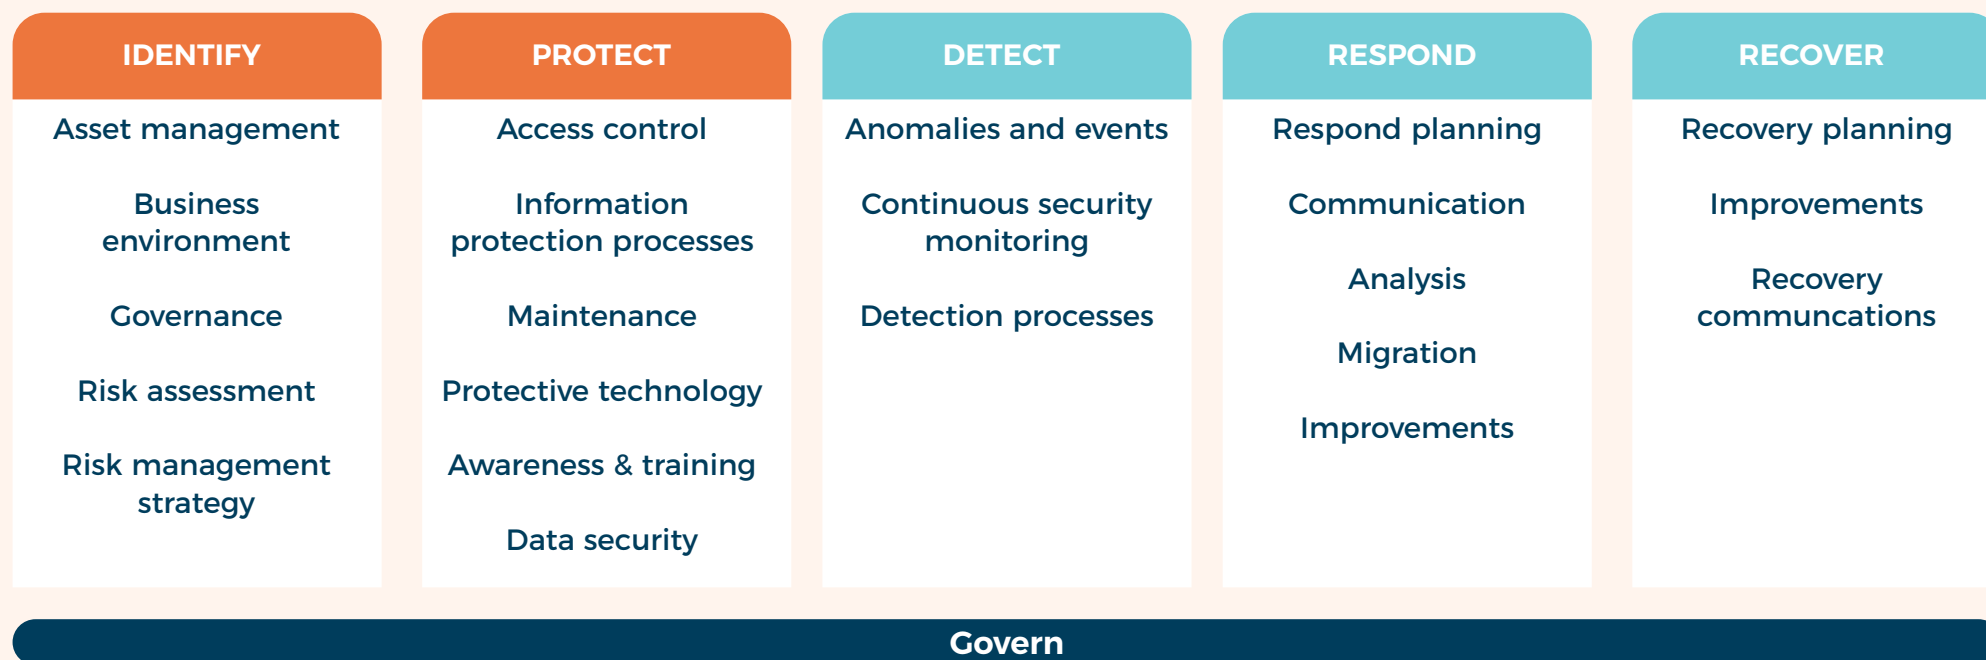 IDENTIFY
Asset management
Business
environment
Governance
Risk assessment
Risk management
strategy
PROTECT
Access control
Information
protection processes
Maintenance
Protective technology
Awareness & training
Data security
DETECT
Anomalies and events
Continuous security
monitoring
Detection processes
RESPOND
Respond planning
Communication
Analysis
Migration
Improvements
RECOVER
Recovery planning
Improvements
Recovery
communcations
Govern